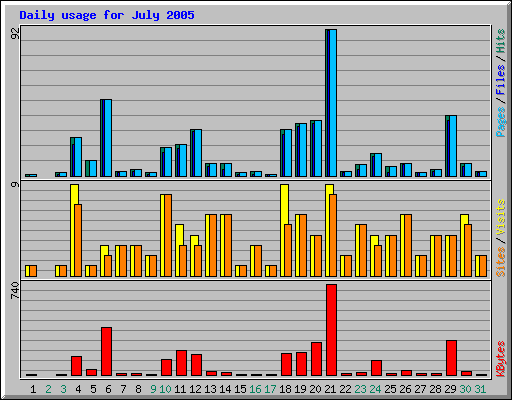 Daily usage for July 2005
92
9
740
Pages / Files / Hits
Sites / Visits
KBytes
1 2 3 4 5 6 7 8 9 10 11 12 13 14 15 16 17 18 19 20 21 22 23 24 25 26 27 28 29 30 31